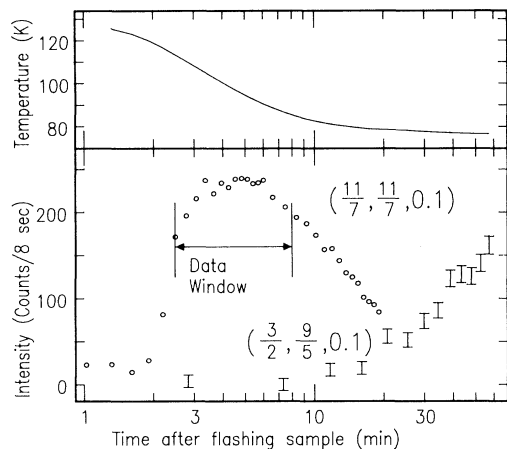 Temperature (K)
120
100
80
Intensity (Counts/8 sec)
200
100
0
(11/7, 11/7, 0.1)
Data
Window
(3/2, 9/5, 0.1)
1 3 10 30
Time after flashing sample (min)